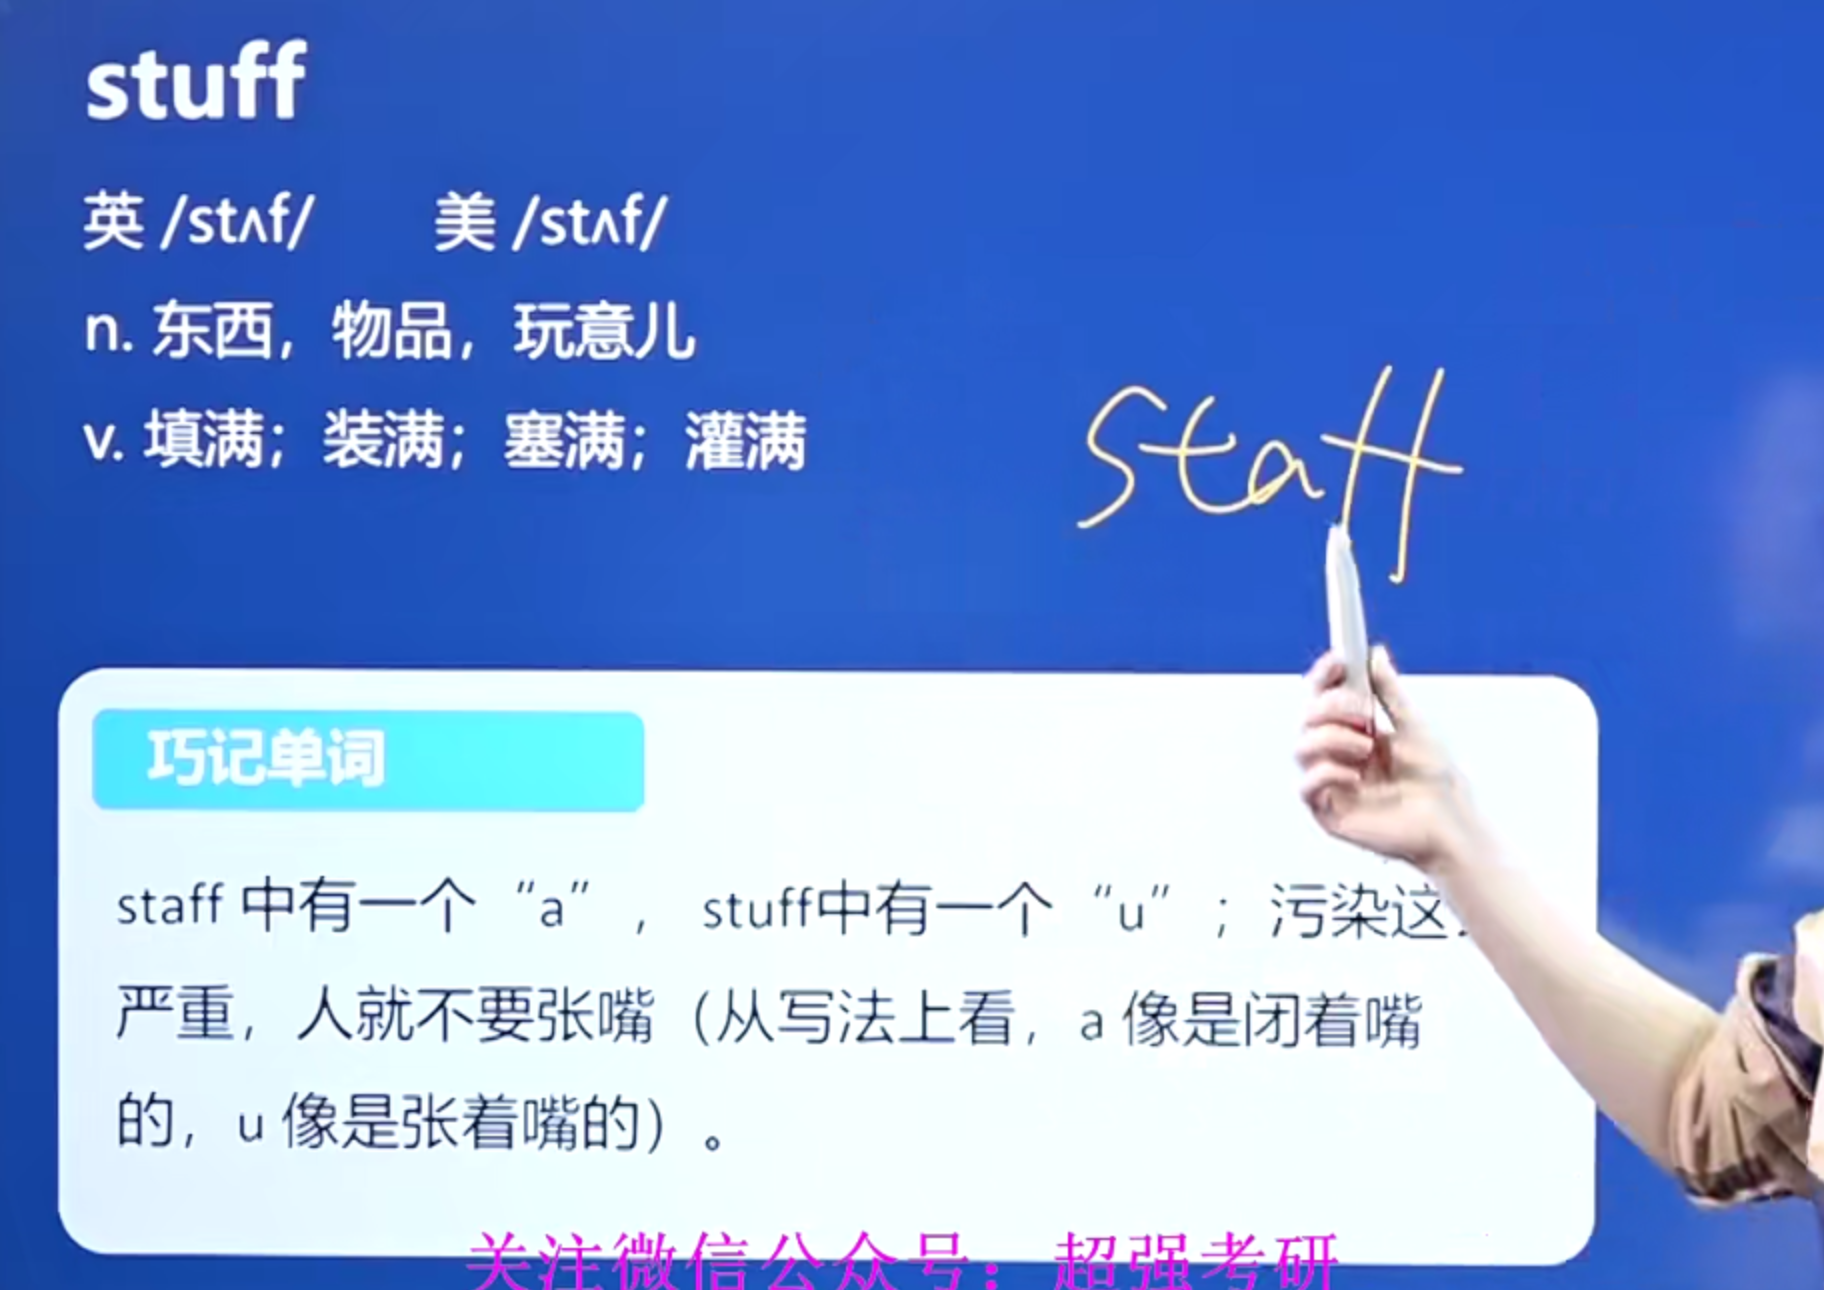 stuff
英 /stʌf/ 美 /stʌf/
n. 东西，物品，玩意儿
v. 填满；装满；塞满；灌满
staff
巧记单词
staff 中有一个 “a” ， stuff中有一个 “u” ；污染这
严重，人就不要张嘴（从写法上看，a 像是闭着嘴
的，u 像是张着嘴的）。
关注微信公众号：超强考研